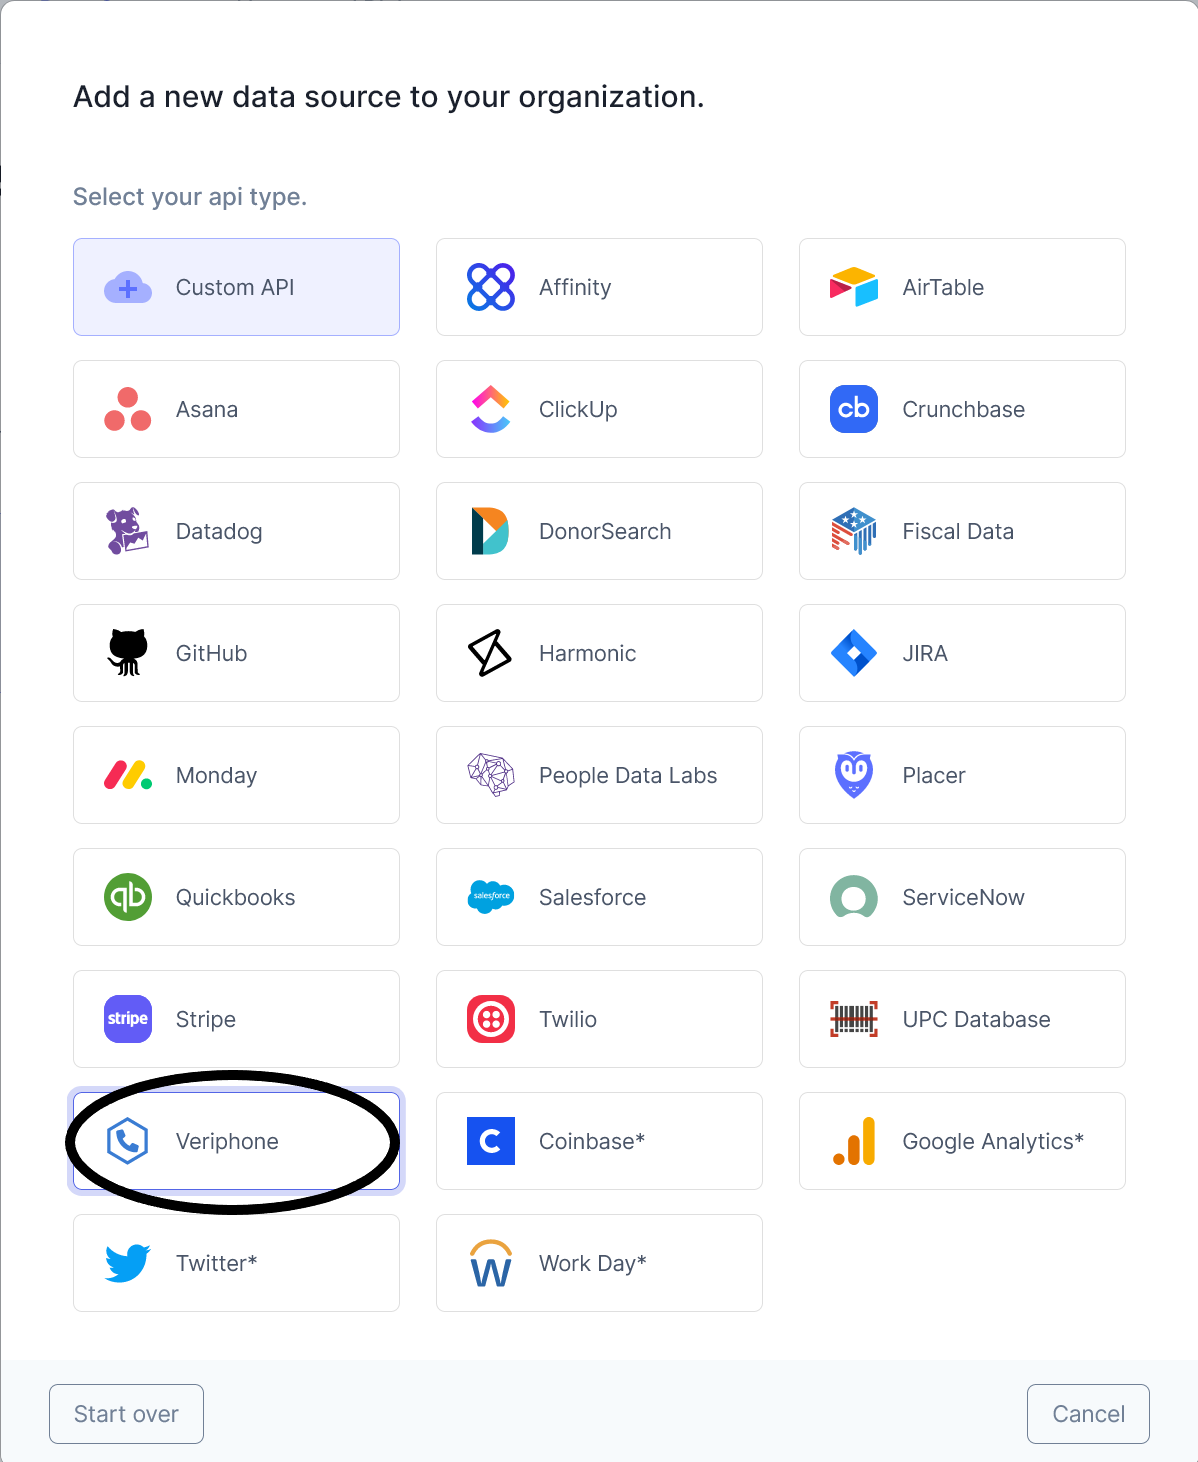 Add a new data source to your organization.
Select your api type.
Custom API
Affinity
AirTable
Asana
ClickUp
cb
Crunchbase
Datadog
DonorSearch
Fiscal Data
GitHub
Harmonic
JIRA
Monday
People Data Labs
Placer
qb
Quickbooks
salesforce
Salesforce
ServiceNow
stripe
Stripe
Twilio
UPC Database
Veriphone
C
Coinbase*
Google Analytics*
Twitter*
W
Work Day*
Start over
Cancel